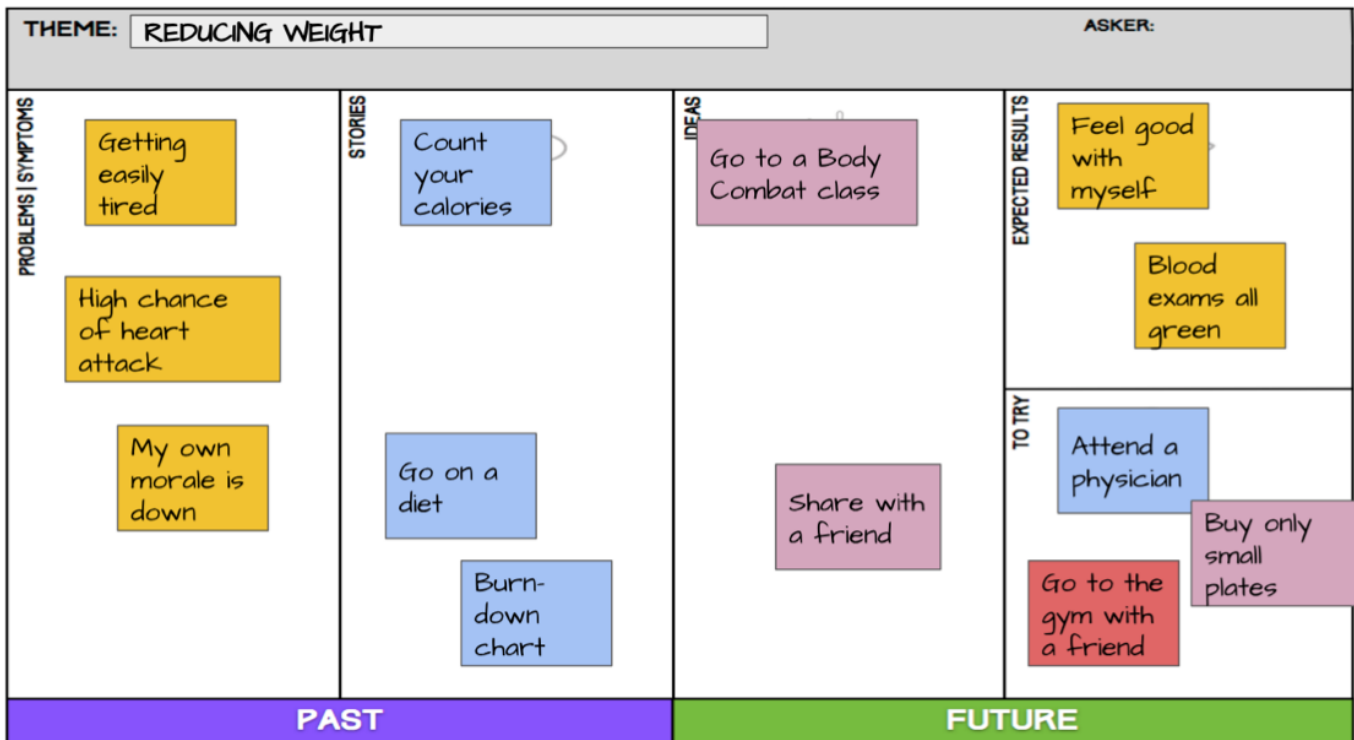 THEME:
REDUCING WEIGHT
ASKER:
PROBLEMS | SYMPTOMS
Getting
easily
tired
High chance
of heart
attack
My own
morale is
down
STORIES
Count
your
calories
Go on a
diet
Burn-
down
chart
IDEAS
Go to a Body
Combat class
Share with
a friend
EXPECTED RESULTS
Feel good
with
myself
Blood
exams all
green
TO TRY
Attend a
physician
Buy only
small
plates
Go to the
gym with
a friend
PAST
FUTURE